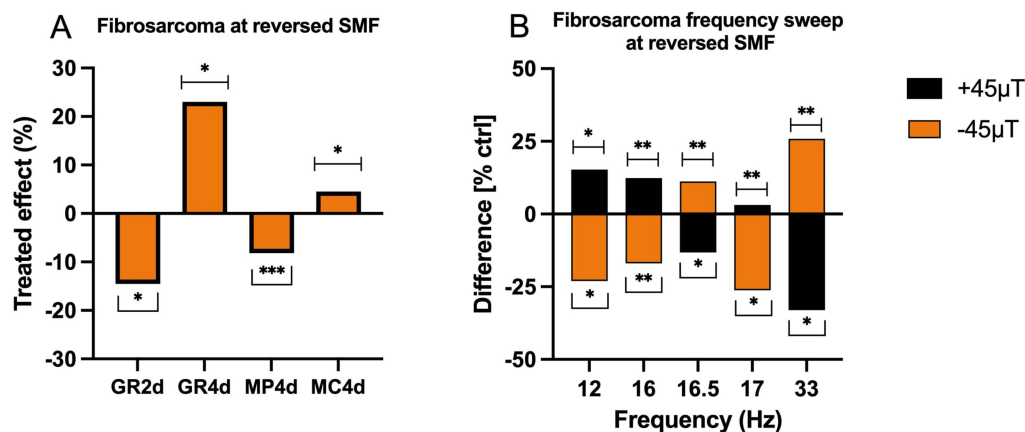 A
Fibrosarcoma at reversed SMF
Treated effect (%)
30
20
10
0
-10
-20
-30
*
*
***
*
GR2d
GR4d
MP4d
MC4d
B
Fibrosarcoma frequency sweep
at reversed SMF
Difference [% ctrl]
50
25
0
-25
-50
*
**
**
**
**
*
**
*
*
*
12
16
16.5
17
33
Frequency (Hz)
+45µT
-45µT